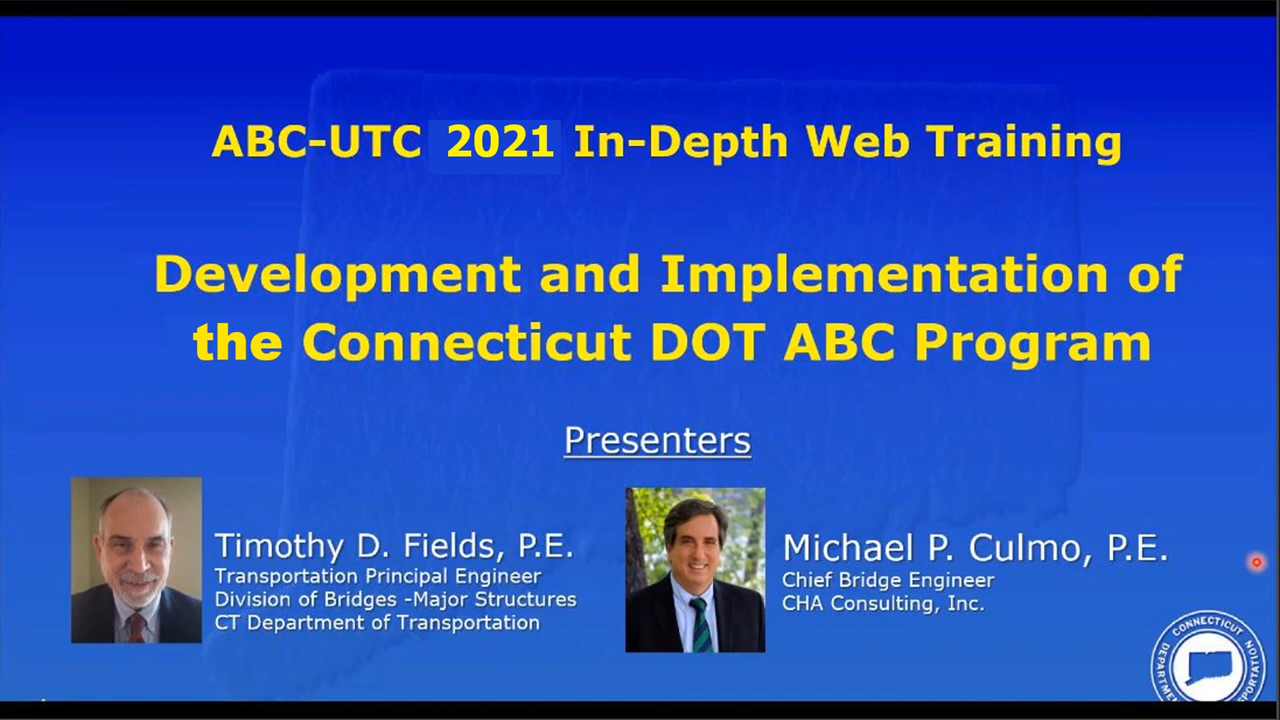 ABC-UTC 2021 In-Depth Web Training
Development and Implementation of
the Connecticut DOT ABC Program
Presenters
Timothy D. Fields, P.E.
Transportation Principal Engineer
Division of Bridges -Major Structures
CT Department of Transportation
Michael P. Culmo, P.E.
Chief Bridge Engineer
CHA Consulting, Inc.
CONNECTICUT